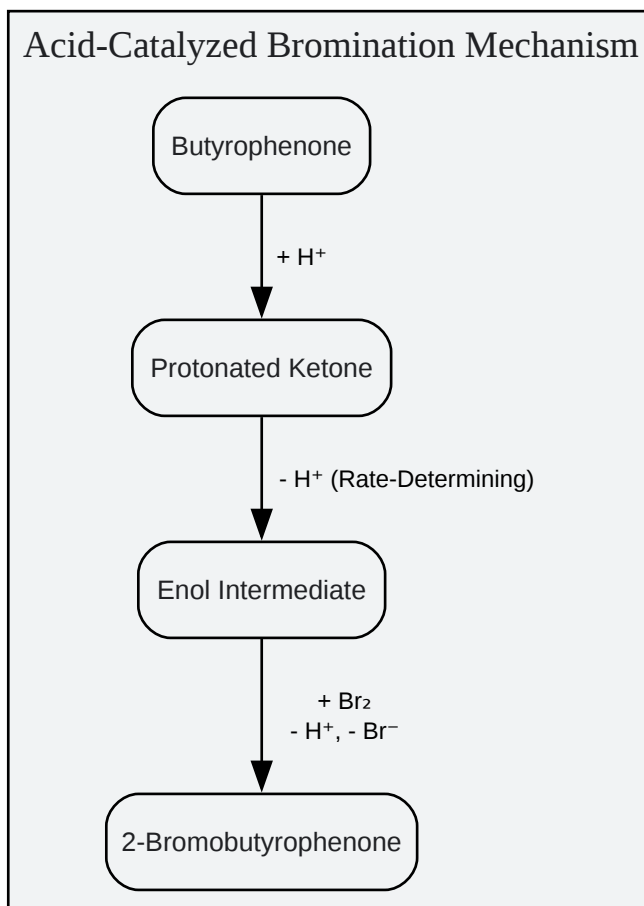 Acid-Catalyzed Bromination Mechanism
Butyrophenone
+ H⁺
Protonated Ketone
- H⁺ (Rate-Determining)
Enol Intermediate
+ Br₂
- H⁺, - Br⁻
2-Bromobutyrophenone